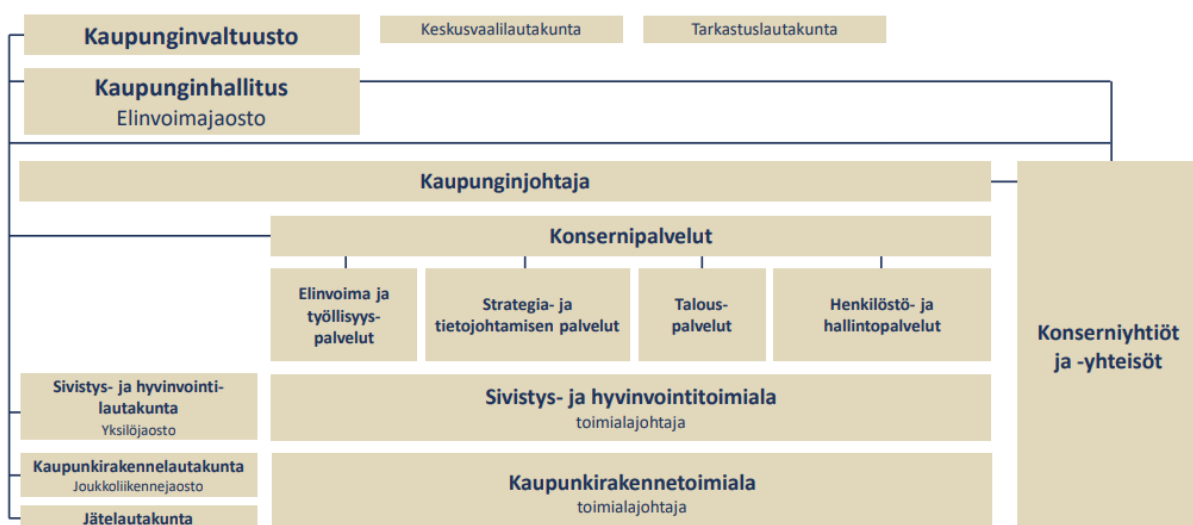 Kaupunginvaltuusto
Keskusvaalilautakunta
Tarkastuslautakunta
Kaupunginhallitus
Elinvoimajaosto
Kaupunginjohtaja
Konsernipalvelut
Elinvoima ja
työllisyys-
palvelut
Strategia- ja
tietojohtamisen palvelut
Talous-
palvelut
Henkilöstö- ja
hallintopalvelut
Konserniyhtiöt
ja -yhteisöt
Sivistys- ja hyvinvointi-
lautakunta
Yksilöjaosto
Sivistys- ja hyvinvointitoimiala
toimialajohtaja
Kaupunkirakennelautakunta
Joukkoliikennejaosto
Kaupunkirakennetoimiala
toimialajohtaja
Jätelautakunta